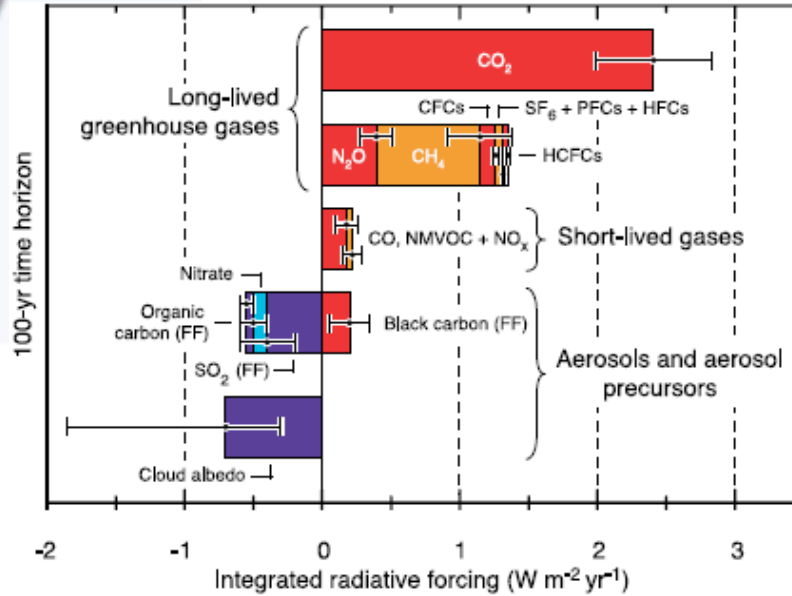 CO₂
Long-lived
greenhouse gases
CFCs
SF₆ + PFCs + HFCs
N₂O
CH₄
HCFCs
CO, NMVOC + NOₓ
Short-lived gases
Nitrate
Organic
carbon (FF)
Black carbon (FF)
SO₂ (FF)
Aerosols and aerosol
precursors
Cloud albedo
100-yr time horizon
-2 -1 0 1 2 3
Integrated radiative forcing (W m⁻² yr⁻¹)